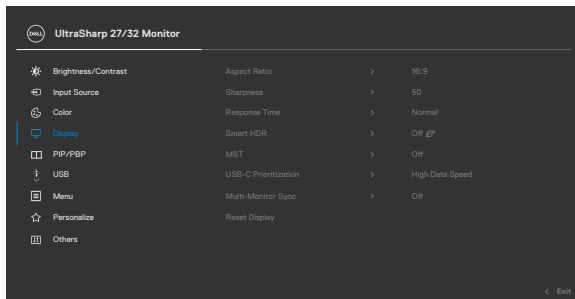 DELL UltraSharp 27/32 Monitor
Brightness/Contrast Aspect Ratio > 16:9
Input Source Sharpness > 50
Color Response Time > Normal
Display Smart HDR > Off
PIP/PBP MST > Off
USB USB-C Prioritization > High Data Speed
Menu Multi-Monitor Sync > Off
Personalize Reset Display
Others
< Exit